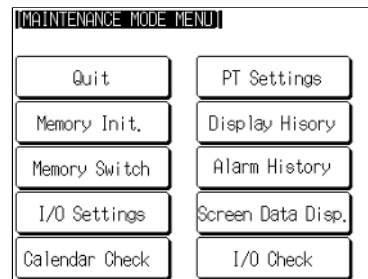 [MAINTENANCE MODE MENU]
Quit
PT Settings
Memory Init.
Display Hisory
Memory Switch
Alarm History
I/O Settings
Screen Data Disp.
Calendar Check
I/O Check